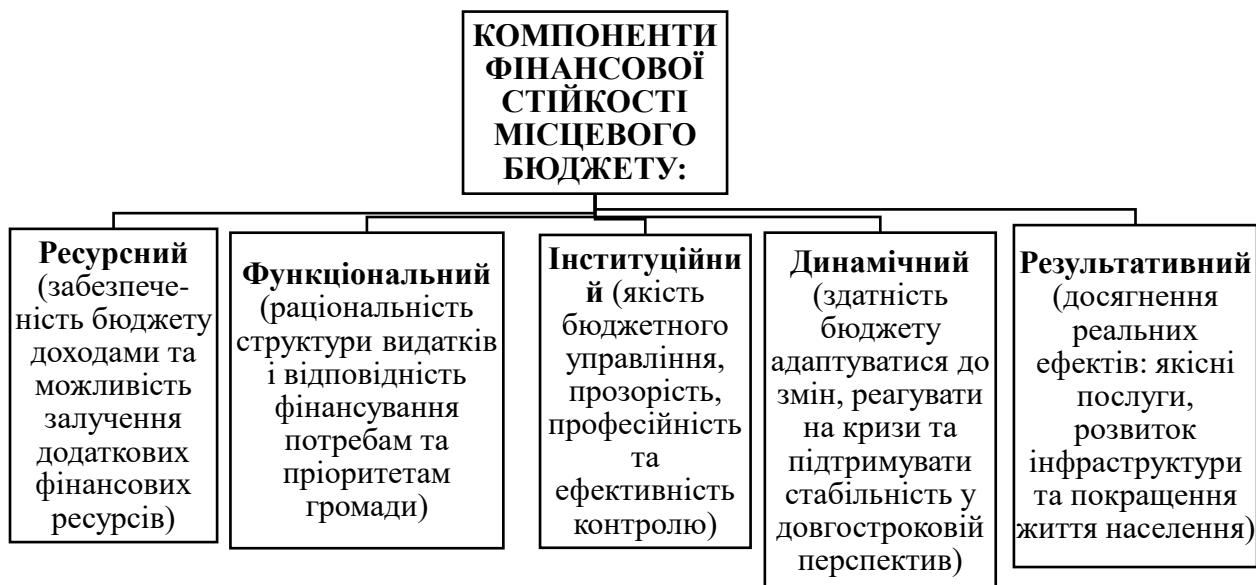 КОМПОНЕНТИ
ФІНАНСОВОЇ
СТІЙКОСТІ
МІСЦЕВОГО
БЮДЖЕТУ:
Ресурсний
(забезпече-
ність бюджету
доходами та
можливість
залучення
додаткових
фінансових
ресурсів)
Функціональний
(раціональність
структури видатків
і відповідність
фінансування
потребам та
пріоритетам
громади)
Інституційни
й (якість
бюджетного
управління,
прозорість,
професійність
та
ефективність
контролю)
Динамічний
(здатність
бюджету
адаптуватися до
змін, реагувати
на кризи та
підтримувати
стабільність у
довгостроковій
перспектив)
Результативний
(досягнення
реальних
ефектів: якісні
послуги,
розвиток
інфраструктури
та покращення
життя населення)